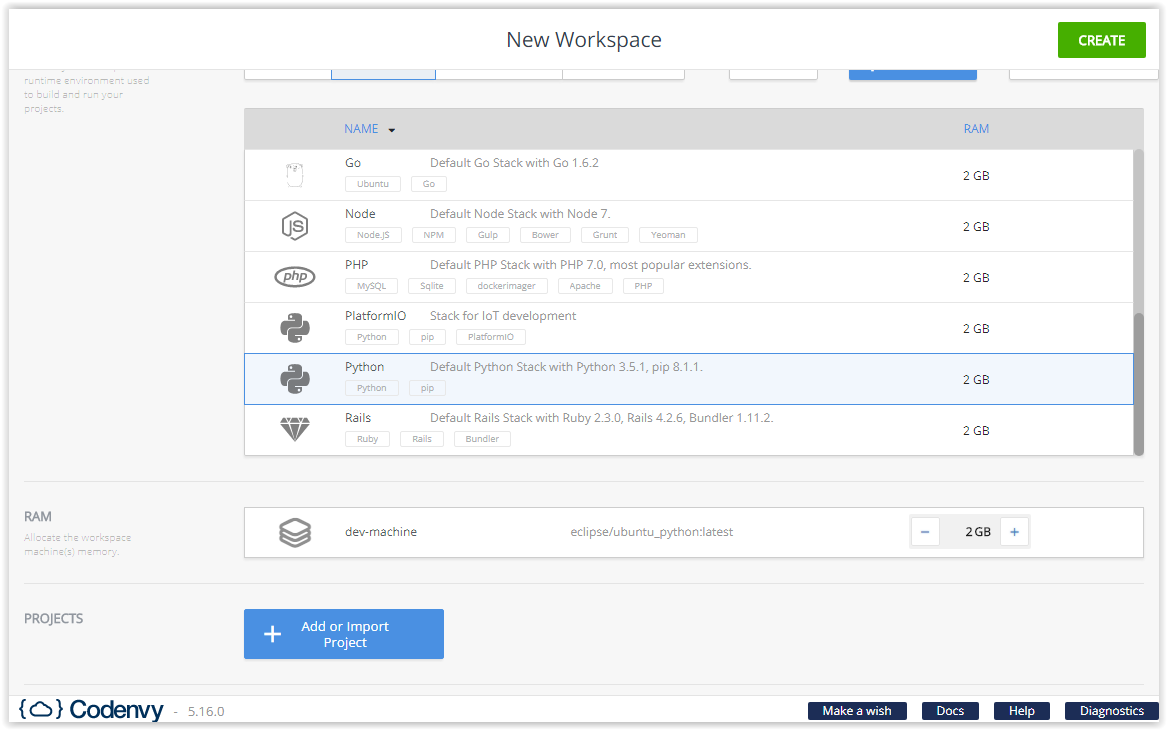 New Workspace
CREATE
runtime environment used
to build and run your
projects.
NAME
RAM
Go Default Go Stack with Go 1.6.2
Ubuntu Go
2 GB
Node Default Node Stack with Node 7.
Node.JS NPM Gulp Bower Grunt Yeoman
2 GB
PHP Default PHP Stack with PHP 7.0, most popular extensions.
php
MySQL Sqlite dockerimager Apache PHP
2 GB
PlatformIO Stack for IoT development
Python pip PlatformIO
2 GB
Python Default Python Stack with Python 3.5.1, pip 8.1.1.
Python pip
2 GB
Rails Default Rails Stack with Ruby 2.3.0, Rails 4.2.6, Bundler 1.11.2.
Ruby Rails Bundler
2 GB
RAM
Allocate the workspace
machine(s) memory.
dev-machine eclipse/ubuntu_python:latest − 2 GB +
PROJECTS
+ Add or Import
Project
{ } Codenvy - 5.16.0
Make a wish Docs Help Diagnostics